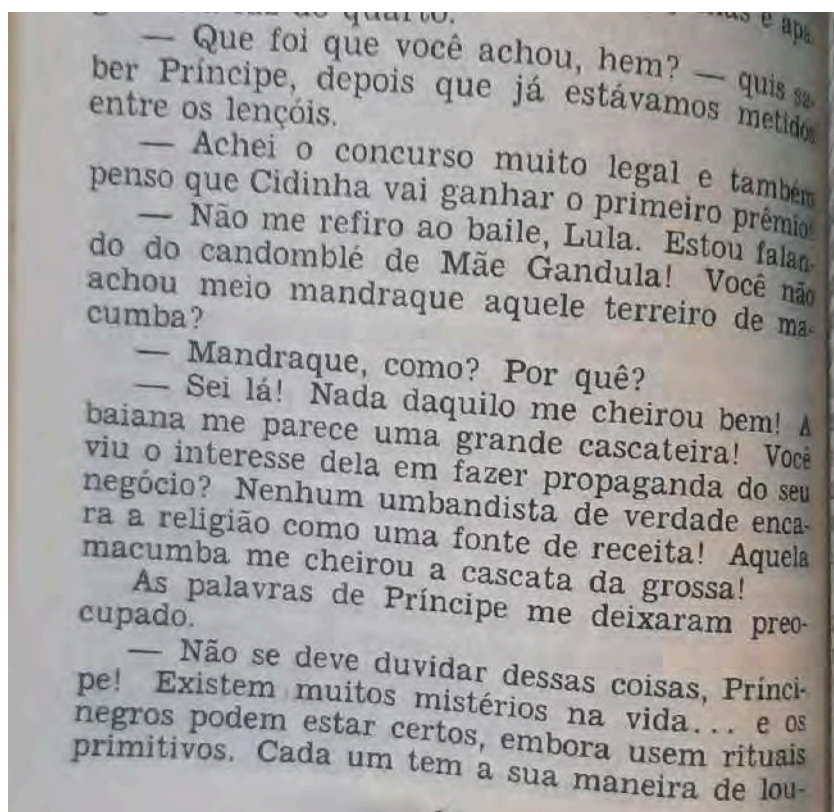 quarto.
— Que foi que você achou, hem? — quis sa-
ber Príncipe, depois que já estávamos metidos
entre os lençóis.
— Achei o concurso muito legal e também
penso que Cidinha vai ganhar o primeiro prêmio!
— Não me refiro ao baile, Lula. Estou falan-
do do candomblé de Mãe Gandula! Você não
achou meio mandraque aquele terreiro de ma-
cumba?
— Mandraque, como? Por quê?
— Sei lá! Nada daquilo me cheirou bem! A
baiana me parece uma grande cascateira! Você
viu o interesse dela em fazer propaganda do seu
negócio? Nenhum umbandista de verdade enca-
ra a religião como uma fonte de receita! Aquela
macumba me cheirou a cascata da grossa!
As palavras de Príncipe me deixaram preo-
cupado.
— Não se deve duvidar dessas coisas, Prínci-
pe! Existem muitos mistérios na vida... e os
negros podem estar certos, embora usem rituais
primitivos. Cada um tem a sua maneira de lou-